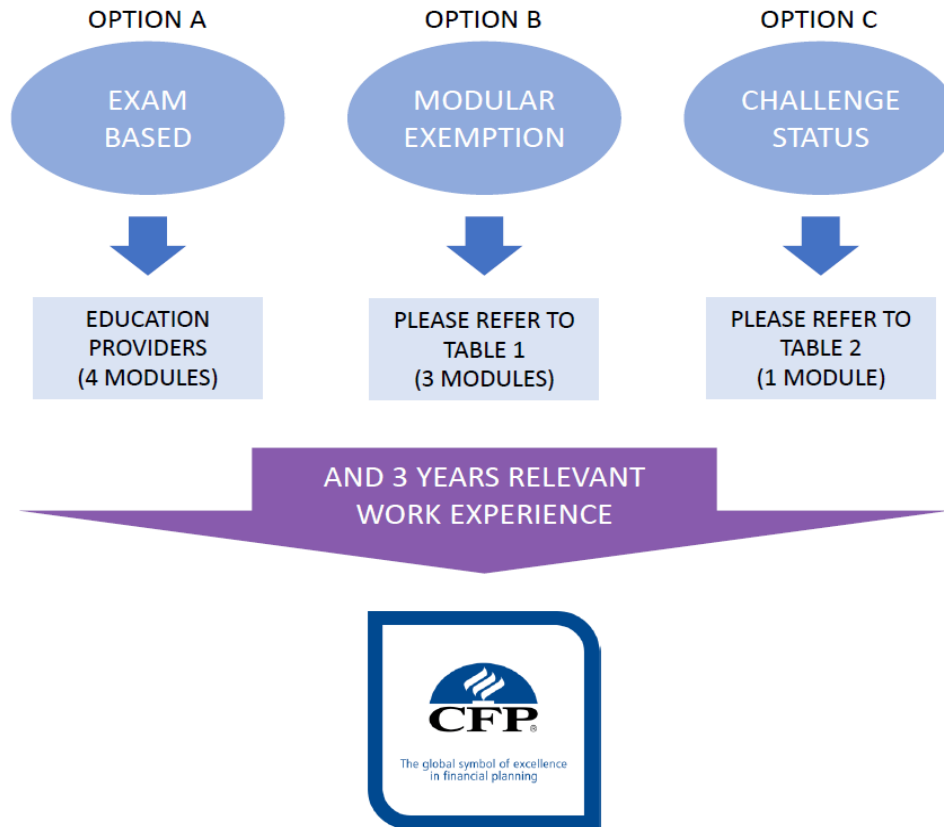 OPTION A
EXAM
BASED
EDUCATION
PROVIDERS
(4 MODULES)
OPTION B
MODULAR
EXEMPTION
PLEASE REFER TO
TABLE 1
(3 MODULES)
OPTION C
CHALLENGE
STATUS
PLEASE REFER TO
TABLE 2
(1 MODULE)
AND 3 YEARS RELEVANT
WORK EXPERIENCE
CFP®
The global symbol of excellence
in financial planning